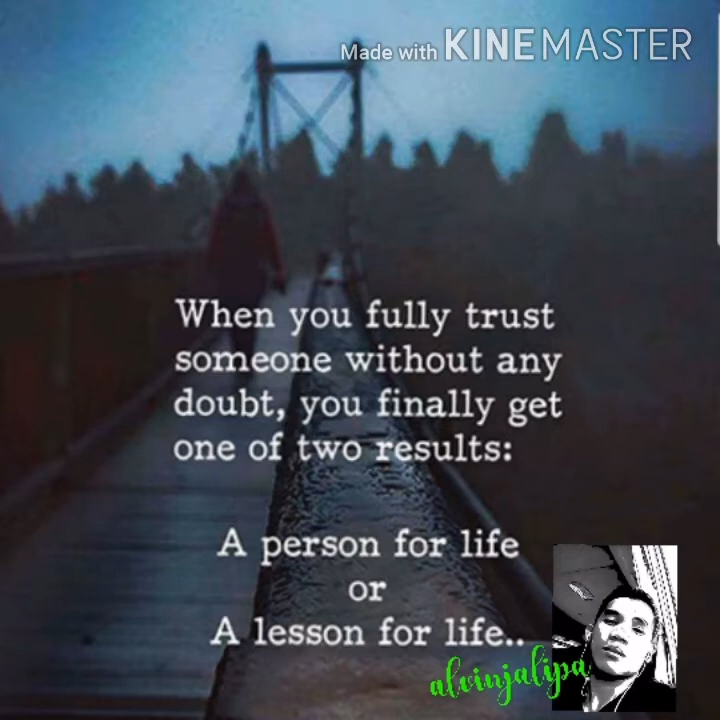 Made with KINEMASTER
When you fully trust
someone without any
doubt, you finally get
one of two results:
A person for life
or
A lesson for life..
alvinjalipa